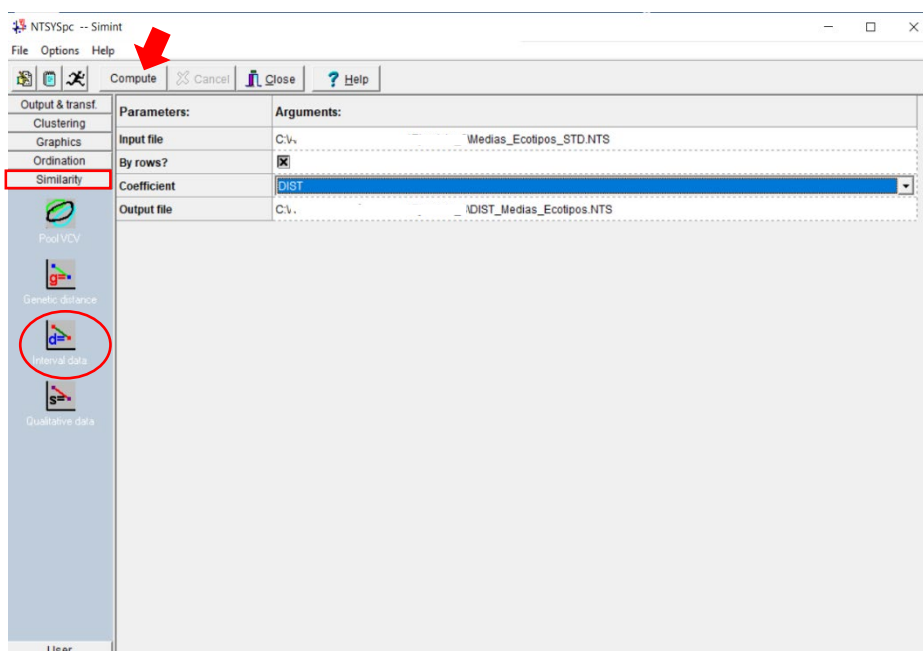 NTSYSpc -- Simint
File Options Help
Compute Cancel Close ? Help
Output & transf.
Clustering
Graphics
Ordination
Similarity
Pool VCV
g=
Genetic distance
d=
Interval data
s=
Qualitative data
User
Parameters: Arguments:
Input file C:\ \Medias_Ecotipos_STD.NTS
By rows?
Coefficient DIST
Output file C:\ \DIST_Medias_Ecotipos.NTS